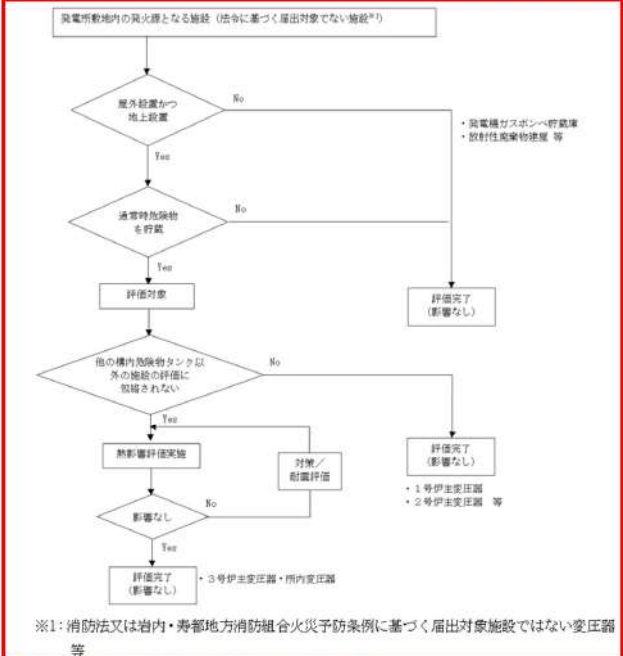 発電所敷地内の発火源となる施設（法令に基づく届出対象でない施設※1）
屋外設置かつ
地上設置
No
・発電機ガスボンベ貯蔵庫
・放射性廃棄物建屋 等
Yes
通常時危険物
を貯蔵
No
Yes
評価対象
評価完了
（影響なし）
他の構内危険物タンク以
外の施設の評価に
包絡されない
No
Yes
熱影響評価実施
対策／
耐震評価
評価完了
（影響なし）
・１号炉主変圧器
・２号炉主変圧器 等
影響なし
No
Yes
評価完了
（影響なし）
・３号炉主変圧器・所内変圧器
※1：消防法又は岩内・寿都地方消防組合火災予防条例に基づく届出対象施設ではない変圧器
等